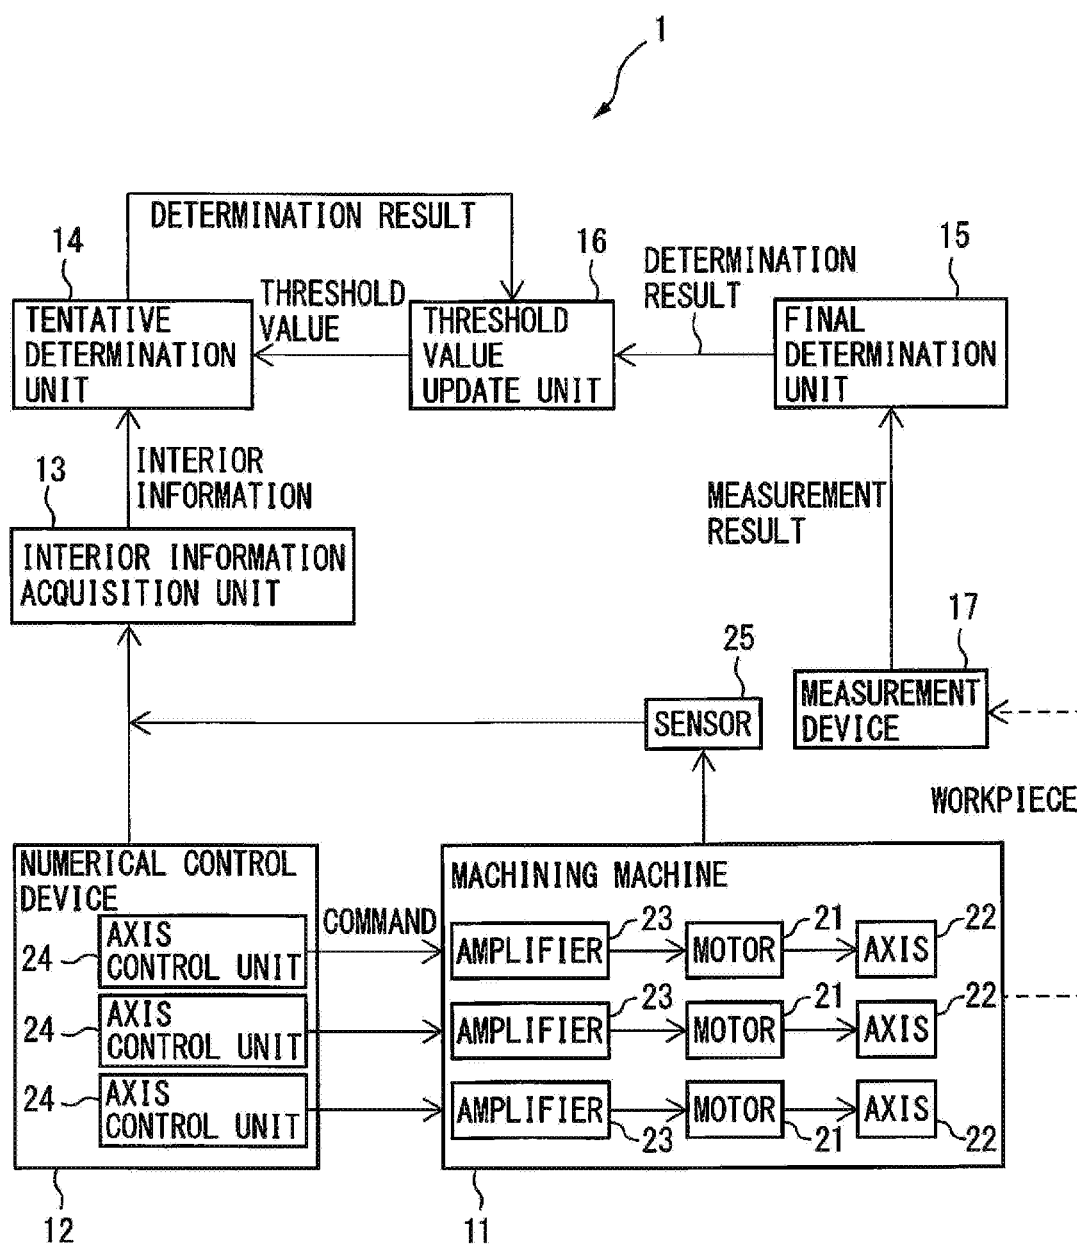 1
DETERMINATION RESULT
14
16
15
DETERMINATION
RESULT
THRESHOLD
VALUE
TENTATIVE
DETERMINATION
UNIT
THRESHOLD
VALUE
UPDATE UNIT
FINAL
DETERMINATION
UNIT
13
INTERIOR
INFORMATION
MEASUREMENT
RESULT
INTERIOR INFORMATION
ACQUISITION UNIT
25
17
SENSOR
MEASUREMENT
DEVICE
WORKPIECE
NUMERICAL CONTROL
DEVICE
MACHINING MACHINE
COMMAND
24
AXIS
CONTROL UNIT
AMPLIFIER
23
MOTOR
21
AXIS
22
24
AXIS
CONTROL UNIT
AMPLIFIER
23
MOTOR
21
AXIS
22
24
AXIS
CONTROL UNIT
AMPLIFIER
23
MOTOR
21
AXIS
22
12
11